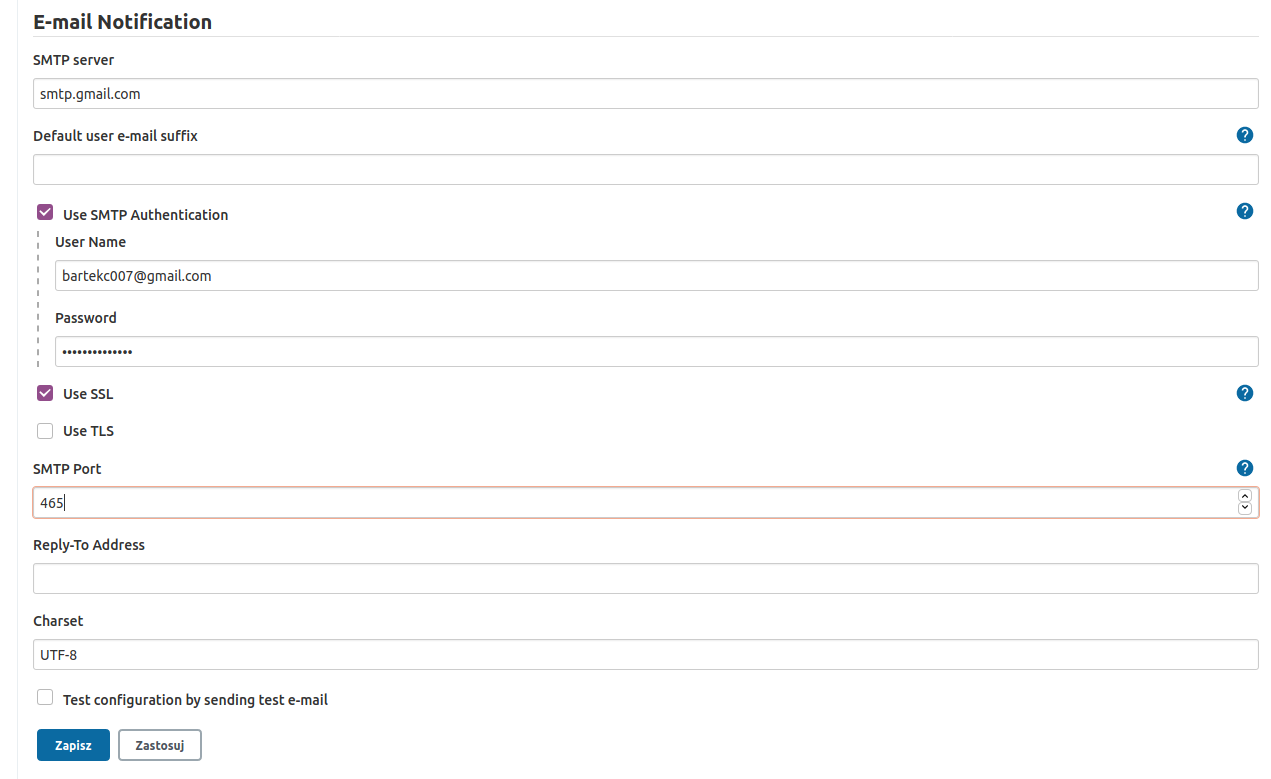 E-mail Notification
SMTP server
smtp.gmail.com
Default user e-mail suffix
?
Use SMTP Authentication
?
User Name
bartekc007@gmail.com
Password
••••••••••••••
Use SSL
?
Use TLS
SMTP Port
?
465
Reply-To Address
Charset
UTF-8
Test configuration by sending test e-mail
Zapisz Zastosuj